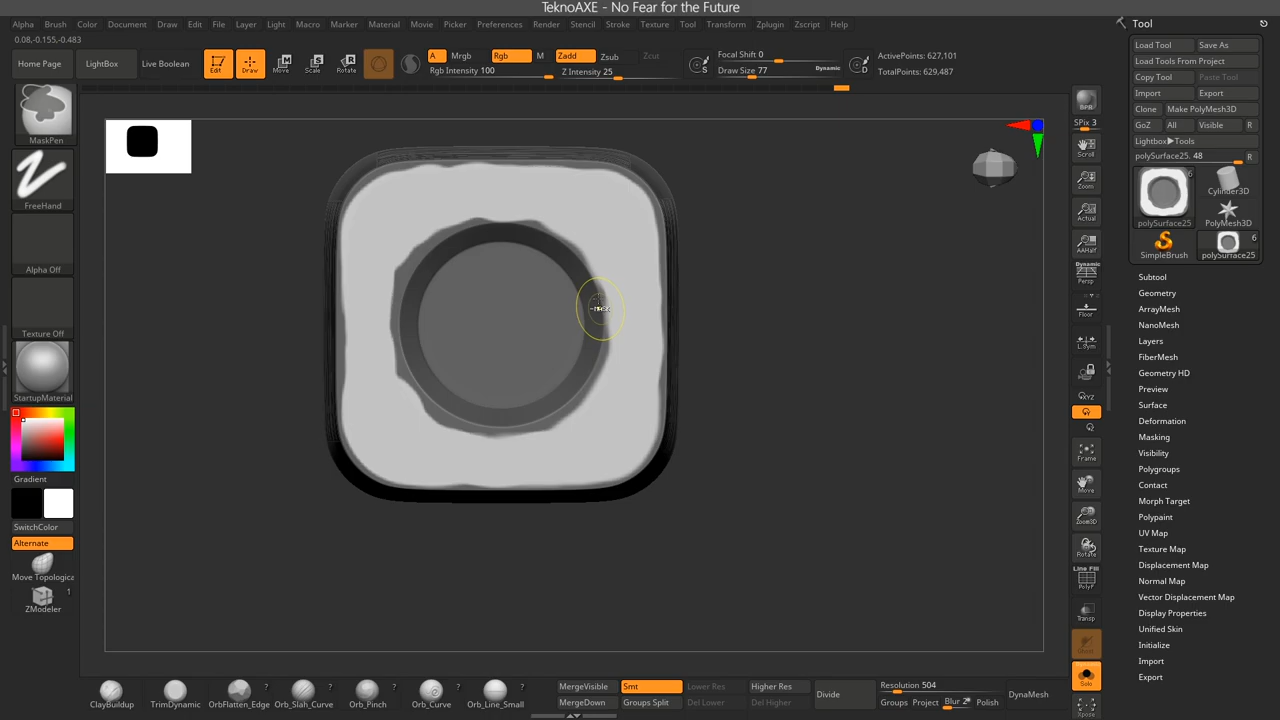 TeknoAXE - No Fear for the Future
Alpha Brush Color Document Draw Edit File Layer Light Macro Marker Material Movie Picker Preferences Render Stencil Stroke Texture Tool Transform Zplugin Zscript Help
Tool
0.08,-0.155,-0.483
Home Page LightBox Live Boolean Edit Draw Move Scale Rotate
A Mrgb Rgb M Zadd Zsub Zcut
Rgb Intensity 100 Z Intensity 25
S Focal Shift 0
Draw Size 77 Dynamic
D ActivePoints: 627,101
TotalPoints: 629,487
MaskPen
FreeHand
Alpha Off
Texture Off
StartupMaterial
Gradient
SwitchColor
Alternate
Move Topologica
1
ZModeler
-MASK
BPR
SPix 3
Scroll
Zoom
Actual
AAHalf
Dynamic
Persp
Floor
L.Sym
XYZ
Y
Z
Frame
Move
Zoom3D
Rotate
Line Fill
PolyF
Transp
Solo
Xpose
Load Tool Save As
Load Tools From Project
Copy Tool Paste Tool
Import Export
Clone Make PolyMesh3D
GoZ All Visible R
Lightbox▶Tools
polySurface25. 48 R
6
polySurface25
Cylinder3D
PolyMesh3D
SimpleBrush
6
polySurface25
Subtool
Geometry
ArrayMesh
NanoMesh
Layers
FiberMesh
Geometry HD
Preview
Surface
Deformation
Masking
Visibility
Polygroups
Contact
Morph Target
Polypaint
UV Map
Texture Map
Displacement Map
Normal Map
Vector Displacement Map
Display Properties
Unified Skin
Initialize
Import
Export
ClayBuildup TrimDynamic OrbFlatten_Edge ? Orb_Slah_Curve ? Orb_Pinch Orb_Curve ? Orb_Line_Small ?
MergeVisible Smt Lower Res Higher Res
MergeDown Groups Split Del Lower Del Higher
Divide
Resolution 504
Groups Project Blur 2 Polish
DynaMesh